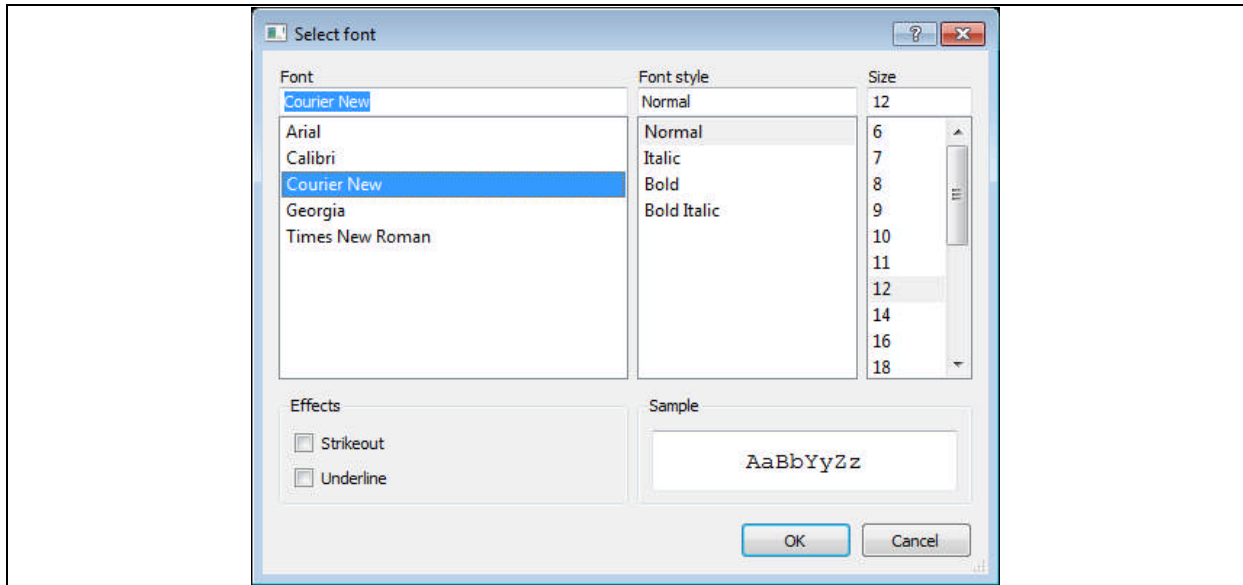 Select font
Font
Font style
Size
Courier New
Normal
12
Arial
Calibri
Courier New
Georgia
Times New Roman
Normal
Italic
Bold
Bold Italic
6
7
8
9
10
11
12
14
16
18
Effects
Strikeout
Underline
Sample
AaBbYyZz
OK
Cancel